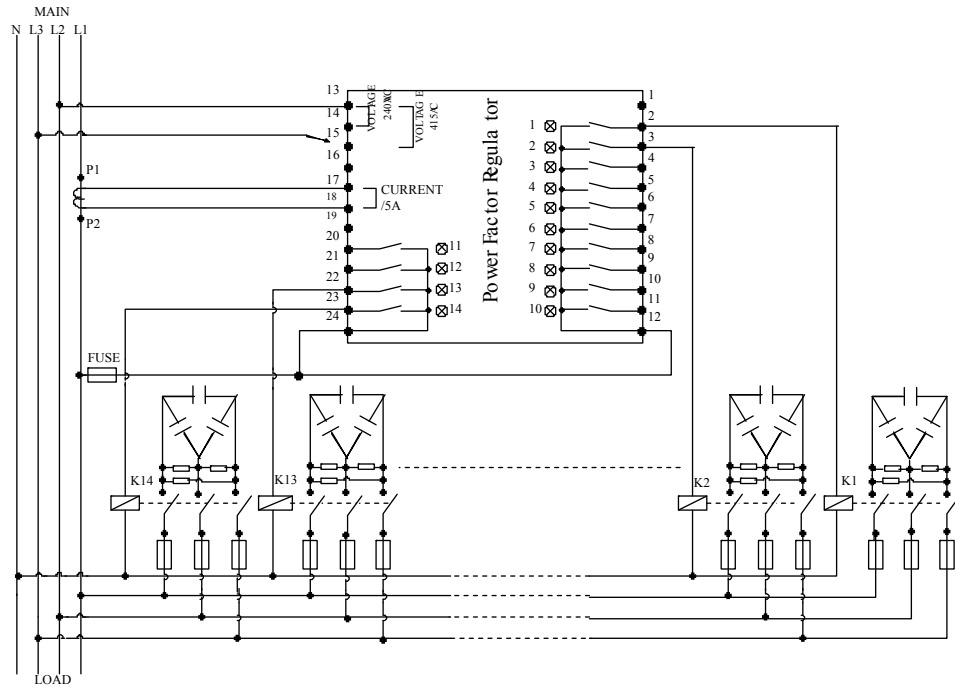 MAIN
N L3 L2 L1
13
14
15
16
17
18
19
20
21
22
23
24
VOLTAGE
240VAC
VOLTAGE
415AC
CURRENT
/5A
P1
P2
11
12
13
14
Power Factor Regulator
1
2
3
4
5
6
7
8
9
10
1
2
3
4
5
6
7
8
9
10
11
12
FUSE
K14
K13
K2
K1
LOAD